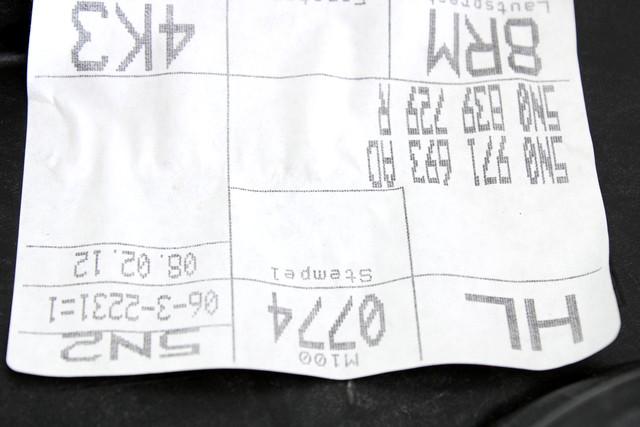 M100
HL
0774
5N2
06-3-2231=1
Stempel
08.02.12
5N0 971 693 AD
5N0 839 729 R
8RM
4K3